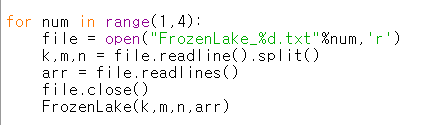 for num in range(1,4):
    file = open("FrozenLake_%d.txt"%num,'r')
    k,m,n = file.readline().split()
    arr = file.readlines()
    file.close()
    FrozenLake(k,m,n,arr)